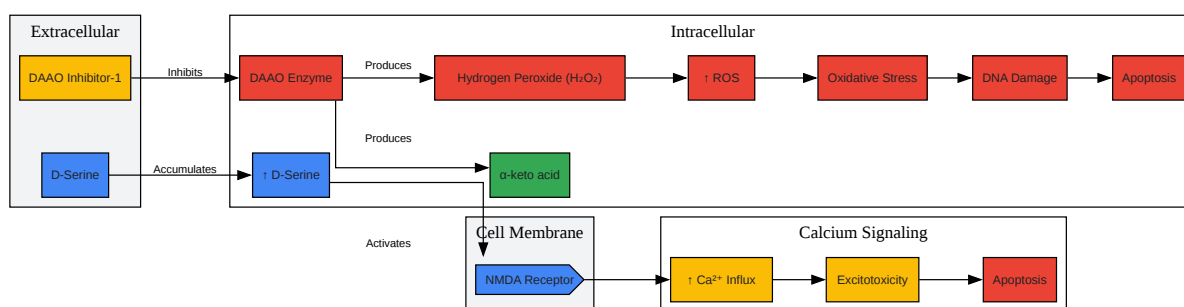 Extracellular
Intracellular
DAAO Inhibitor-1
Inhibits
DAAO Enzyme
Produces
Hydrogen Peroxide (H₂O₂)
↑ ROS
Oxidative Stress
DNA Damage
Apoptosis
Produces
D-Serine
Accumulates
↑ D-Serine
α-keto acid
Cell Membrane
Calcium Signaling
Activates
NMDA Receptor
↑ Ca²⁺ Influx
Excitotoxicity
Apoptosis